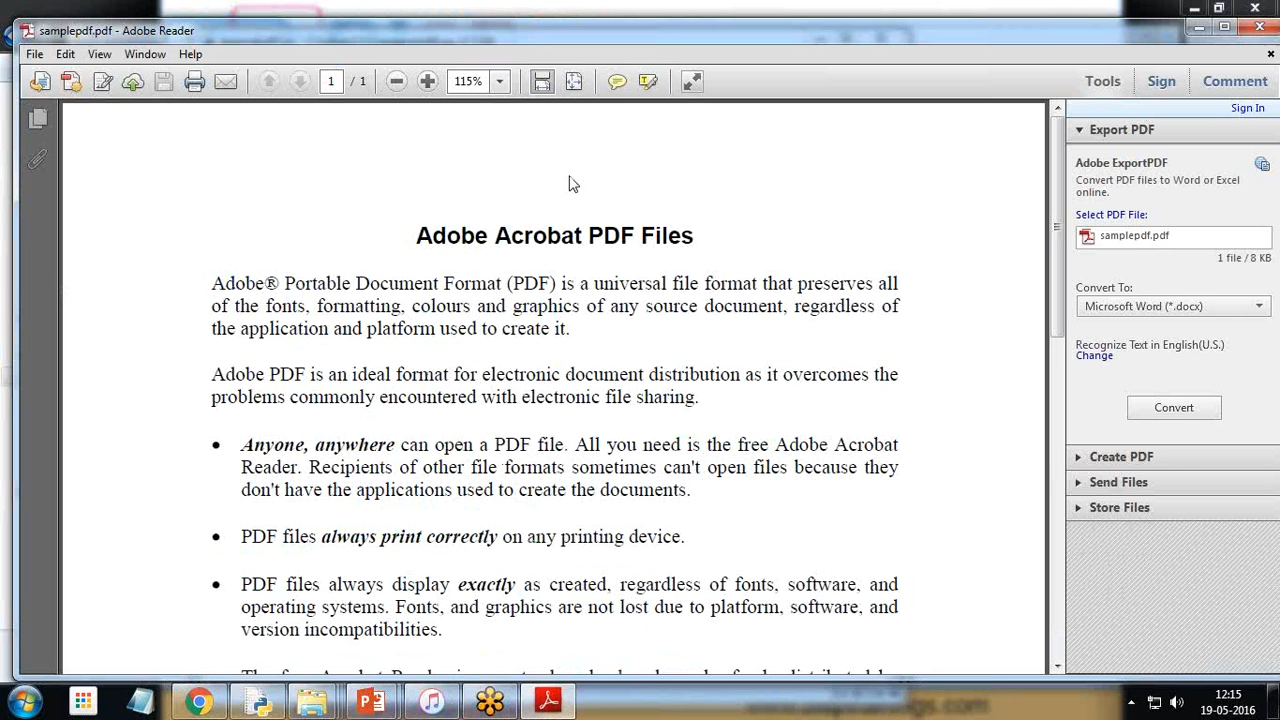 samplepdf.pdf - Adobe Reader
File Edit View Window Help
1 / 1 115% Tools Sign Comment
Sign In
Export PDF
Adobe ExportPDF
Convert PDF files to Word or Excel
online.
Select PDF File:
samplepdf.pdf
1 file / 8 KB
Convert To:
Microsoft Word (*.docx)
Recognize Text in English(U.S.)
Change
Convert
Create PDF
Send Files
Store Files
Adobe Acrobat PDF Files
Adobe® Portable Document Format (PDF) is a universal file format that preserves all
of the fonts, formatting, colours and graphics of any source document, regardless of
the application and platform used to create it.
Adobe PDF is an ideal format for electronic document distribution as it overcomes the
problems commonly encountered with electronic file sharing.
• Anyone, anywhere can open a PDF file. All you need is the free Adobe Acrobat
Reader. Recipients of other file formats sometimes can't open files because they
don't have the applications used to create the documents.
• PDF files always print correctly on any printing device.
• PDF files always display exactly as created, regardless of fonts, software, and
operating systems. Fonts, and graphics are not lost due to platform, software, and
version incompatibilities.
12:15
19-05-2016